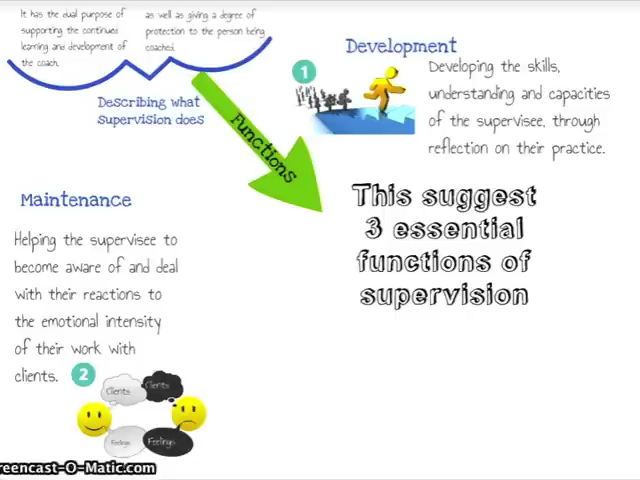 It has the dual purpose of
supporting the continued
learning and development of
the coach.
as well as giving a degree of
protection to the person being
coached.
Describing what
supervision does
Functions
Development
1
Developing the skills,
understanding and capacities
of the supervisee, through
reflection on their practice.
This suggest
3 essential
functions of
supervision
Maintenance
Helping the supervisee to
become aware of and deal
with their reactions to
the emotional intensity
of their work with
clients.
2
Clients
Clients
Feelings
Feelings
reencast-O-Matic.com